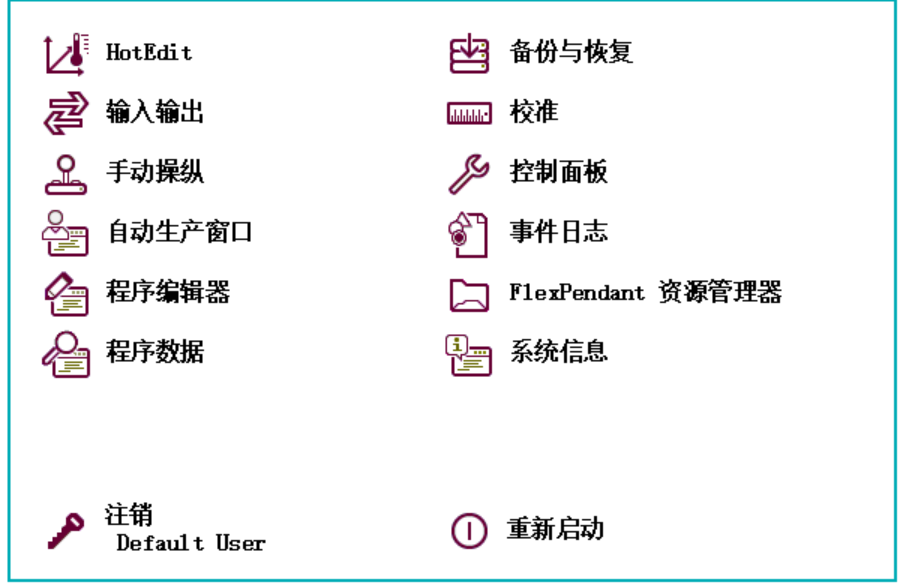 HotEdit
备份与恢复
输入输出
校准
手动操纵
控制面板
自动生产窗口
事件日志
程序编辑器
FlexPendant 资源管理器
程序数据
系统信息
注销
Default User
重新启动